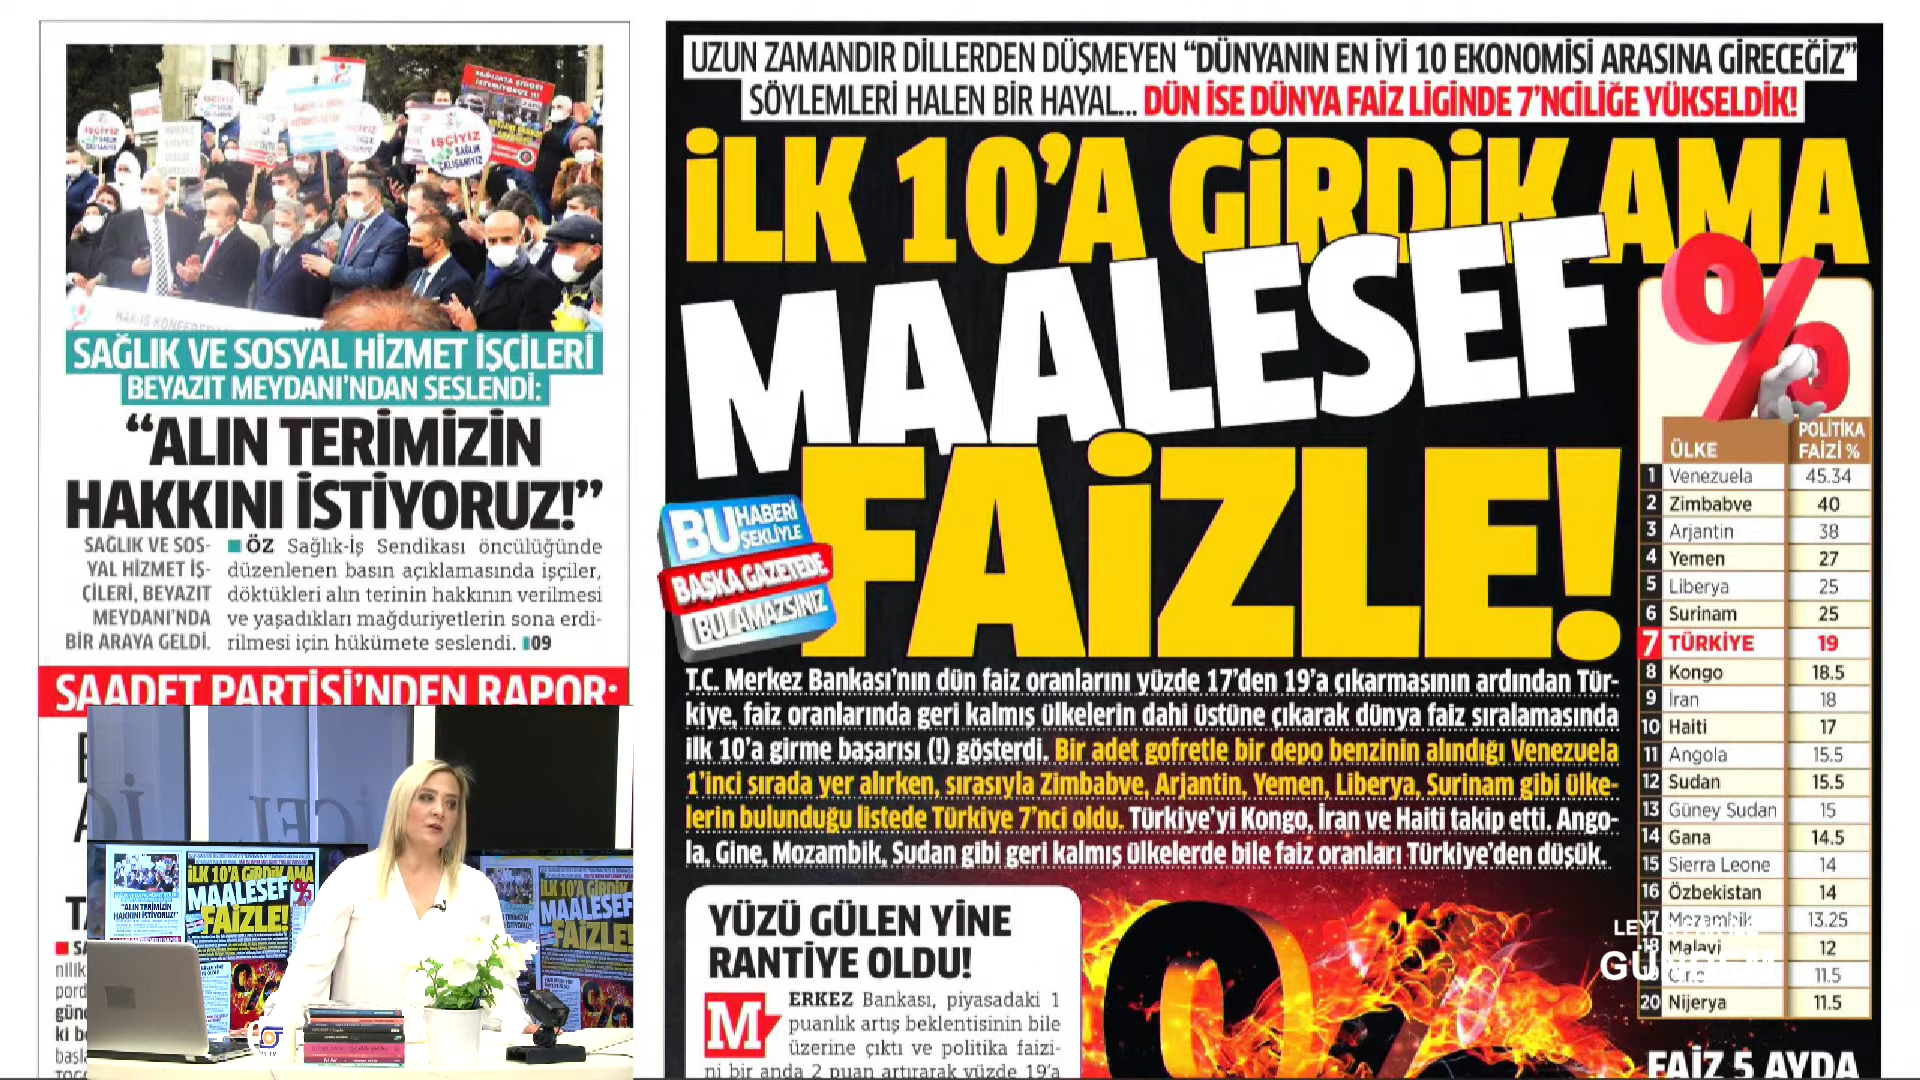 İŞÇİYİZ
SAĞLIK
ÇALIŞANIYIZ
HAK-İŞ KONFEDERA
SAĞLIK VE SOSYAL HİZMET İŞÇİLERİ
BEYAZIT MEYDANI’NDAN SESLENDİ:
“ALIN TERİMİZİN
HAKKINI İSTİYORUZ!”
SAĞLIK VE SOS-
YAL HİZMET İŞ-
ÇİLERİ, BEYAZIT
MEYDANI’NDA
BİR ARAYA GELDİ.
ÖZ Sağlık-İş Sendikası öncülüğünde
düzenlenen basın açıklamasında işçiler,
döktükleri alın terinin hakkının verilmesi
ve yaşadıkları mağduriyetlerin sona erdi-
rilmesi için hükümete seslendi. 09
SAADET PARTİSİ’NDEN RAPOR:
UZUN ZAMANDIR DİLLERDEN DÜŞMEYEN “DÜNYANIN EN İYİ 10 EKONOMİSİ ARASINA GİRECEĞİZ”
SÖYLEMLERİ HALEN BİR HAYAL... DÜN İSE DÜNYA FAİZ LİGİNDE 7’NCİLİĞE YÜKSELDİK!
İLK 10’A GİRDİK AMA
MAALESEF
FAİZLE!
BU HABERİ
ŞEKLİYLE
BAŞKA GAZETEDE
BULAMAZSINIZ
T.C. Merkez Bankası’nın dün faiz oranlarını yüzde 17’den 19’a çıkarmasının ardından Tür-
kiye, faiz oranlarında geri kalmış ülkelerin dahi üstüne çıkarak dünya faiz sıralamasında
ilk 10’a girme başarısı (!) gösterdi. Bir adet gofretle bir depo benzinin alındığı Venezuela
1’inci sırada yer alırken, sırasıyla Zimbabve, Arjantin, Yemen, Liberya, Surinam gibi ülke-
lerin bulunduğu listede Türkiye 7’nci oldu. Türkiye’yi Kongo, İran ve Haiti takip etti. Ango-
la, Gine, Mozambik, Sudan gibi geri kalmış ülkelerde bile faiz oranları Türkiye’den düşük.
YÜZÜ GÜLEN YİNE
RANTİYE OLDU!
MERKEZ Bankası, piyasadaki 1
puanlık artış beklentisinin bile
üzerine çıktı ve politika faizi-
ni bir anda 2 puan artırarak yüzde 19’a
%
ÜLKE POLİTİKA FAİZİ %
1 Venezuela 45.34
2 Zimbabve 40
3 Arjantin 38
4 Yemen 27
5 Liberya 25
6 Surinam 25
7 TÜRKİYE 19
8 Kongo 18.5
9 İran 18
10 Haiti 17
11 Angola 15.5
12 Sudan 15.5
13 Güney Sudan 15
14 Gana 14.5
15 Sierra Leone 14
16 Özbekistan 14
17 Mozambik 13.25
18 Malavi 12
19 Gine 11.5
20 Nijerya 11.5
FAİZ 5 AYDA